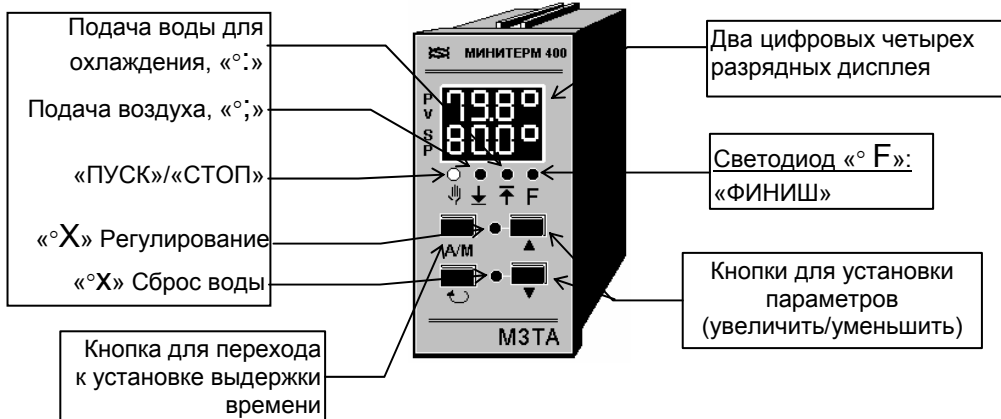 Подача воды для
охлаждения, «°:»
Подача воздуха, «°;»
«ПУСК»/«СТОП»
«°X» Регулирование
«°x» Сброс воды
Кнопка для перехода
к установке выдержки
времени
МИНИТЕРМ 400
P V
79.8°
S P
80.0°
F
A/M
МЗТА
Два цифровых четырех
разрядных дисплея
Светодиод «° F»:
«ФИНИШ»
Кнопки для установки
параметров
(увеличить/уменьшить)